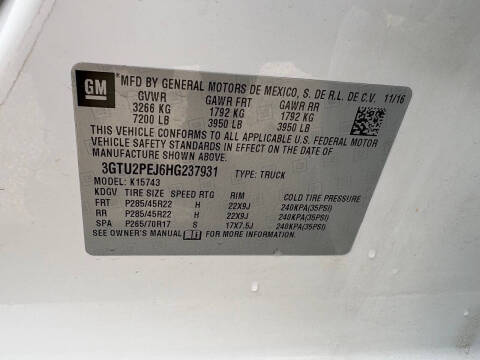 GM *MFD BY GENERAL MOTORS DE MEXICO, S. DE R.L. DE C.V. 11/16
GVWR GAWR FRT GAWR RR
3266 KG 1792 KG 1792 KG
7200 LB 3950 LB 3950 LB
THIS VEHICLE CONFORMS TO ALL APPLICABLE U.S. FEDERAL MOTOR
VEHICLE SAFETY STANDARDS IN EFFECT ON THE DATE OF
MANUFACTURE SHOWN ABOVE.
3GTU2PEJ6HG237931 TYPE: TRUCK
MODEL: K15743
KDGV TIRE SIZE SPEED RTG RIM COLD TIRE PRESSURE
FRT P285/45R22 H 22X9J 240KPA(35PSI)
RR P285/45R22 H 22X9J 240KPA(35PSI)
SPA P265/70R17 S 17X7.5J 240KPA(35PSI)
SEE OWNER'S MANUAL FOR MORE INFORMATION.